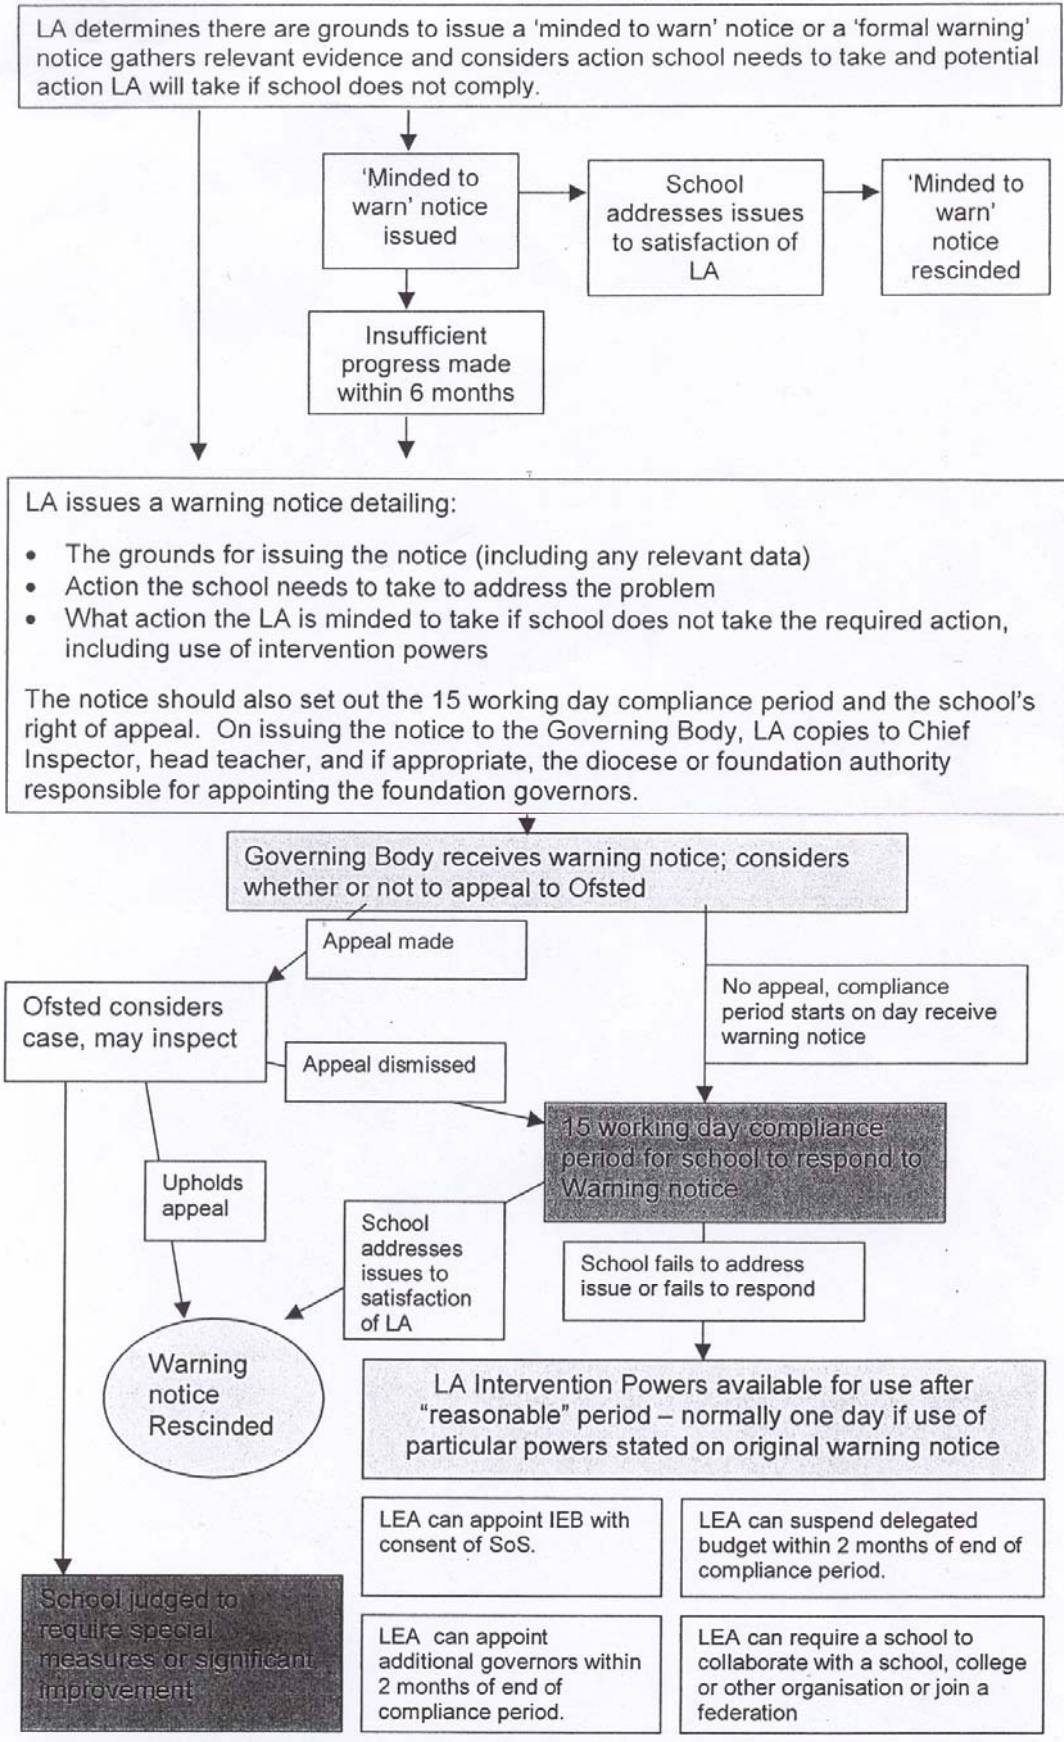 LA determines there are grounds to issue a ‘minded to warn’ notice or a ‘formal warning’
notice gathers relevant evidence and considers action school needs to take and potential
action LA will take if school does not comply.
‘Minded to
warn’ notice
issued
School
addresses issues
to satisfaction of
LA
‘Minded to
warn’
notice
rescinded
Insufficient
progress made
within 6 months
LA issues a warning notice detailing:
• The grounds for issuing the notice (including any relevant data)
• Action the school needs to take to address the problem
• What action the LA is minded to take if school does not take the required action,
including use of intervention powers
The notice should also set out the 15 working day compliance period and the school’s
right of appeal. On issuing the notice to the Governing Body, LA copies to Chief
Inspector, head teacher, and if appropriate, the diocese or foundation authority
responsible for appointing the foundation governors.
Governing Body receives warning notice; considers
whether or not to appeal to Ofsted
Appeal made
No appeal, compliance
period starts on day receive
warning notice
Ofsted considers
case, may inspect
Appeal dismissed
15 working day compliance
period for school to respond to
Warning notice
Upholds
appeal
School
addresses
issues to
satisfaction
of LA
School fails to address
issue or fails to respond
Warning
notice
Rescinded
LA Intervention Powers available for use after
“reasonable” period – normally one day if use of
particular powers stated on original warning notice
LEA can appoint IEB with
consent of SoS.
LEA can suspend delegated
budget within 2 months of end of
compliance period.
School judged to
require special
measures or significant
improvement
LEA can appoint
additional governors within
2 months of end of
compliance period.
LEA can require a school to
collaborate with a school, college
or other organisation or join a
federation